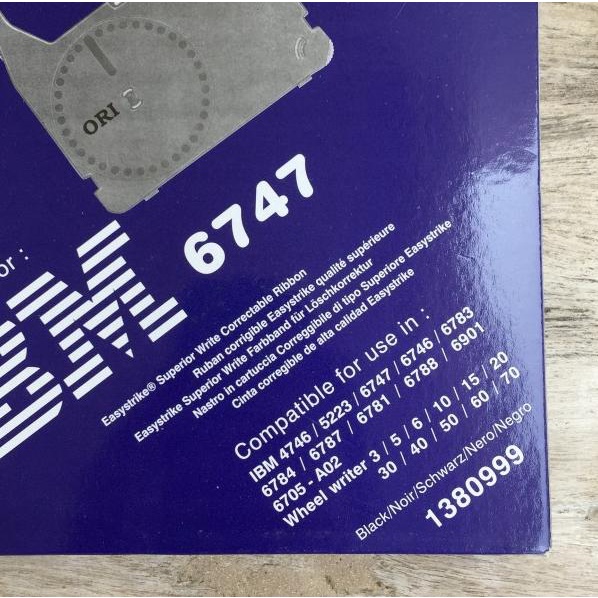 ORI
or :
BM
6747
Easystrike® Superior Write Correctable Ribbon
Ruban corrigible Easystrike qualité supérieure
Easystrike Superior Write Farbband für Löschkorrektur
Nastro in cartuccia Correggibile di tipo Superiore Easystrike
Cinta corregible de alta calidad Easystrike
Compatible for use in :
IBM 4746 / 5223 / 6747 / 6746 / 6783
6784 / 6787 / 6781 / 6788 / 6901
6705 - A02
Wheel writer 3 / 5 / 6 / 10 / 15 / 20
30 / 40 / 50 / 60 / 70
Black/Noir/Schwarz/Nero/Negro
1380999